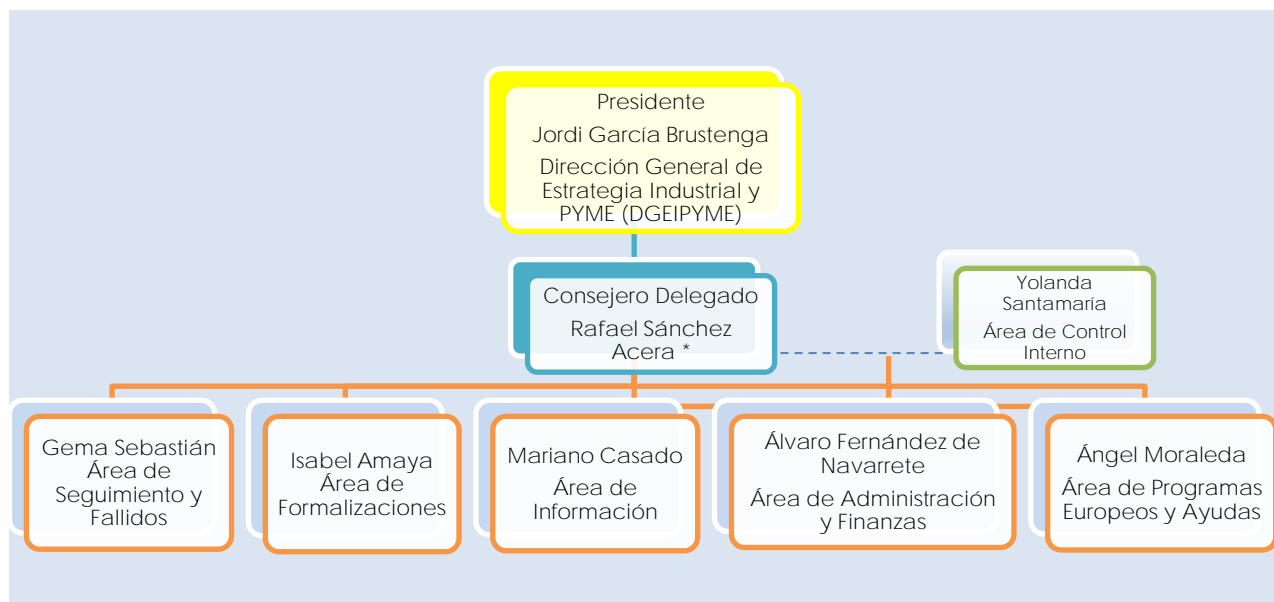 Presidente
Jordi García Brustenga
Dirección General de
Estrategia Industrial y
PYME (DGEIPYME)
Consejero Delegado
Rafael Sánchez
Acera *
Yolanda
Santamaría
Área de Control
Interno
Gema Sebastián
Área de
Seguimiento y
Fallidos
Isabel Amaya
Área de
Formalizaciones
Mariano Casado
Área de
Información
Álvaro Fernández de
Navarrete
Área de Administración
y Finanzas
Ángel Moraleda
Área de Programas
Europeos y Ayudas